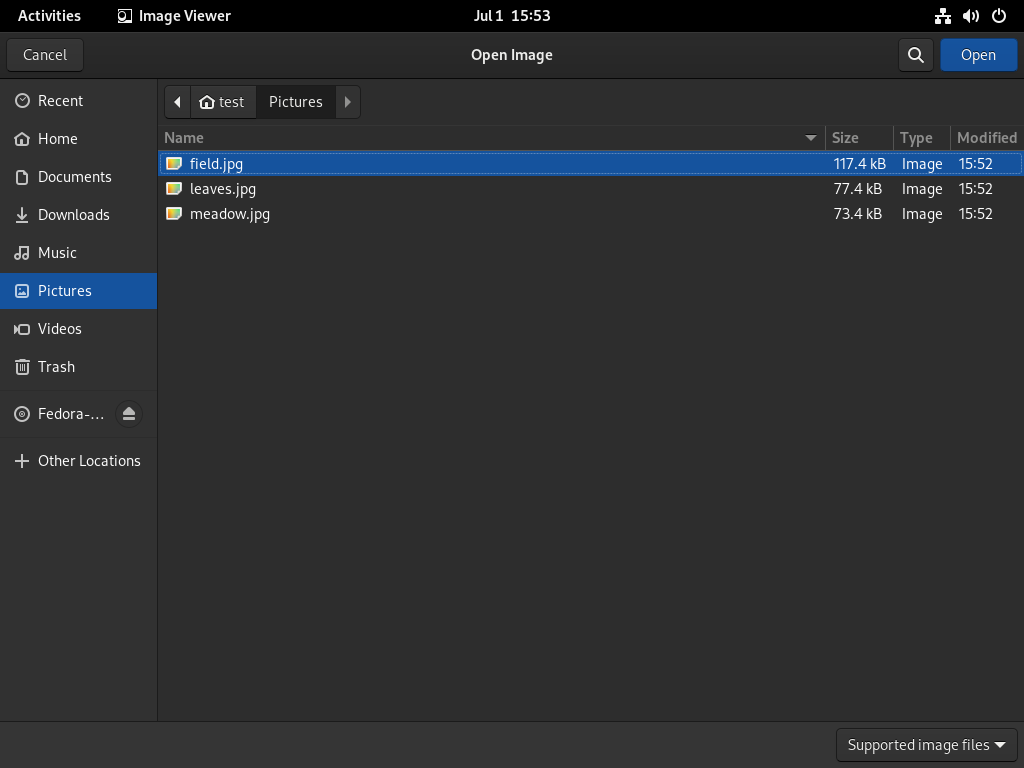 Activities Image Viewer Jul 1 15:53
Cancel Open Image Open
Recent
Home
Documents
Downloads
Music
Pictures
Videos
Trash
Fedora-…
Other Locations
test Pictures
Name Size Type Modified
field.jpg 117.4 kB Image 15:52
leaves.jpg 77.4 kB Image 15:52
meadow.jpg 73.4 kB Image 15:52
Supported image files